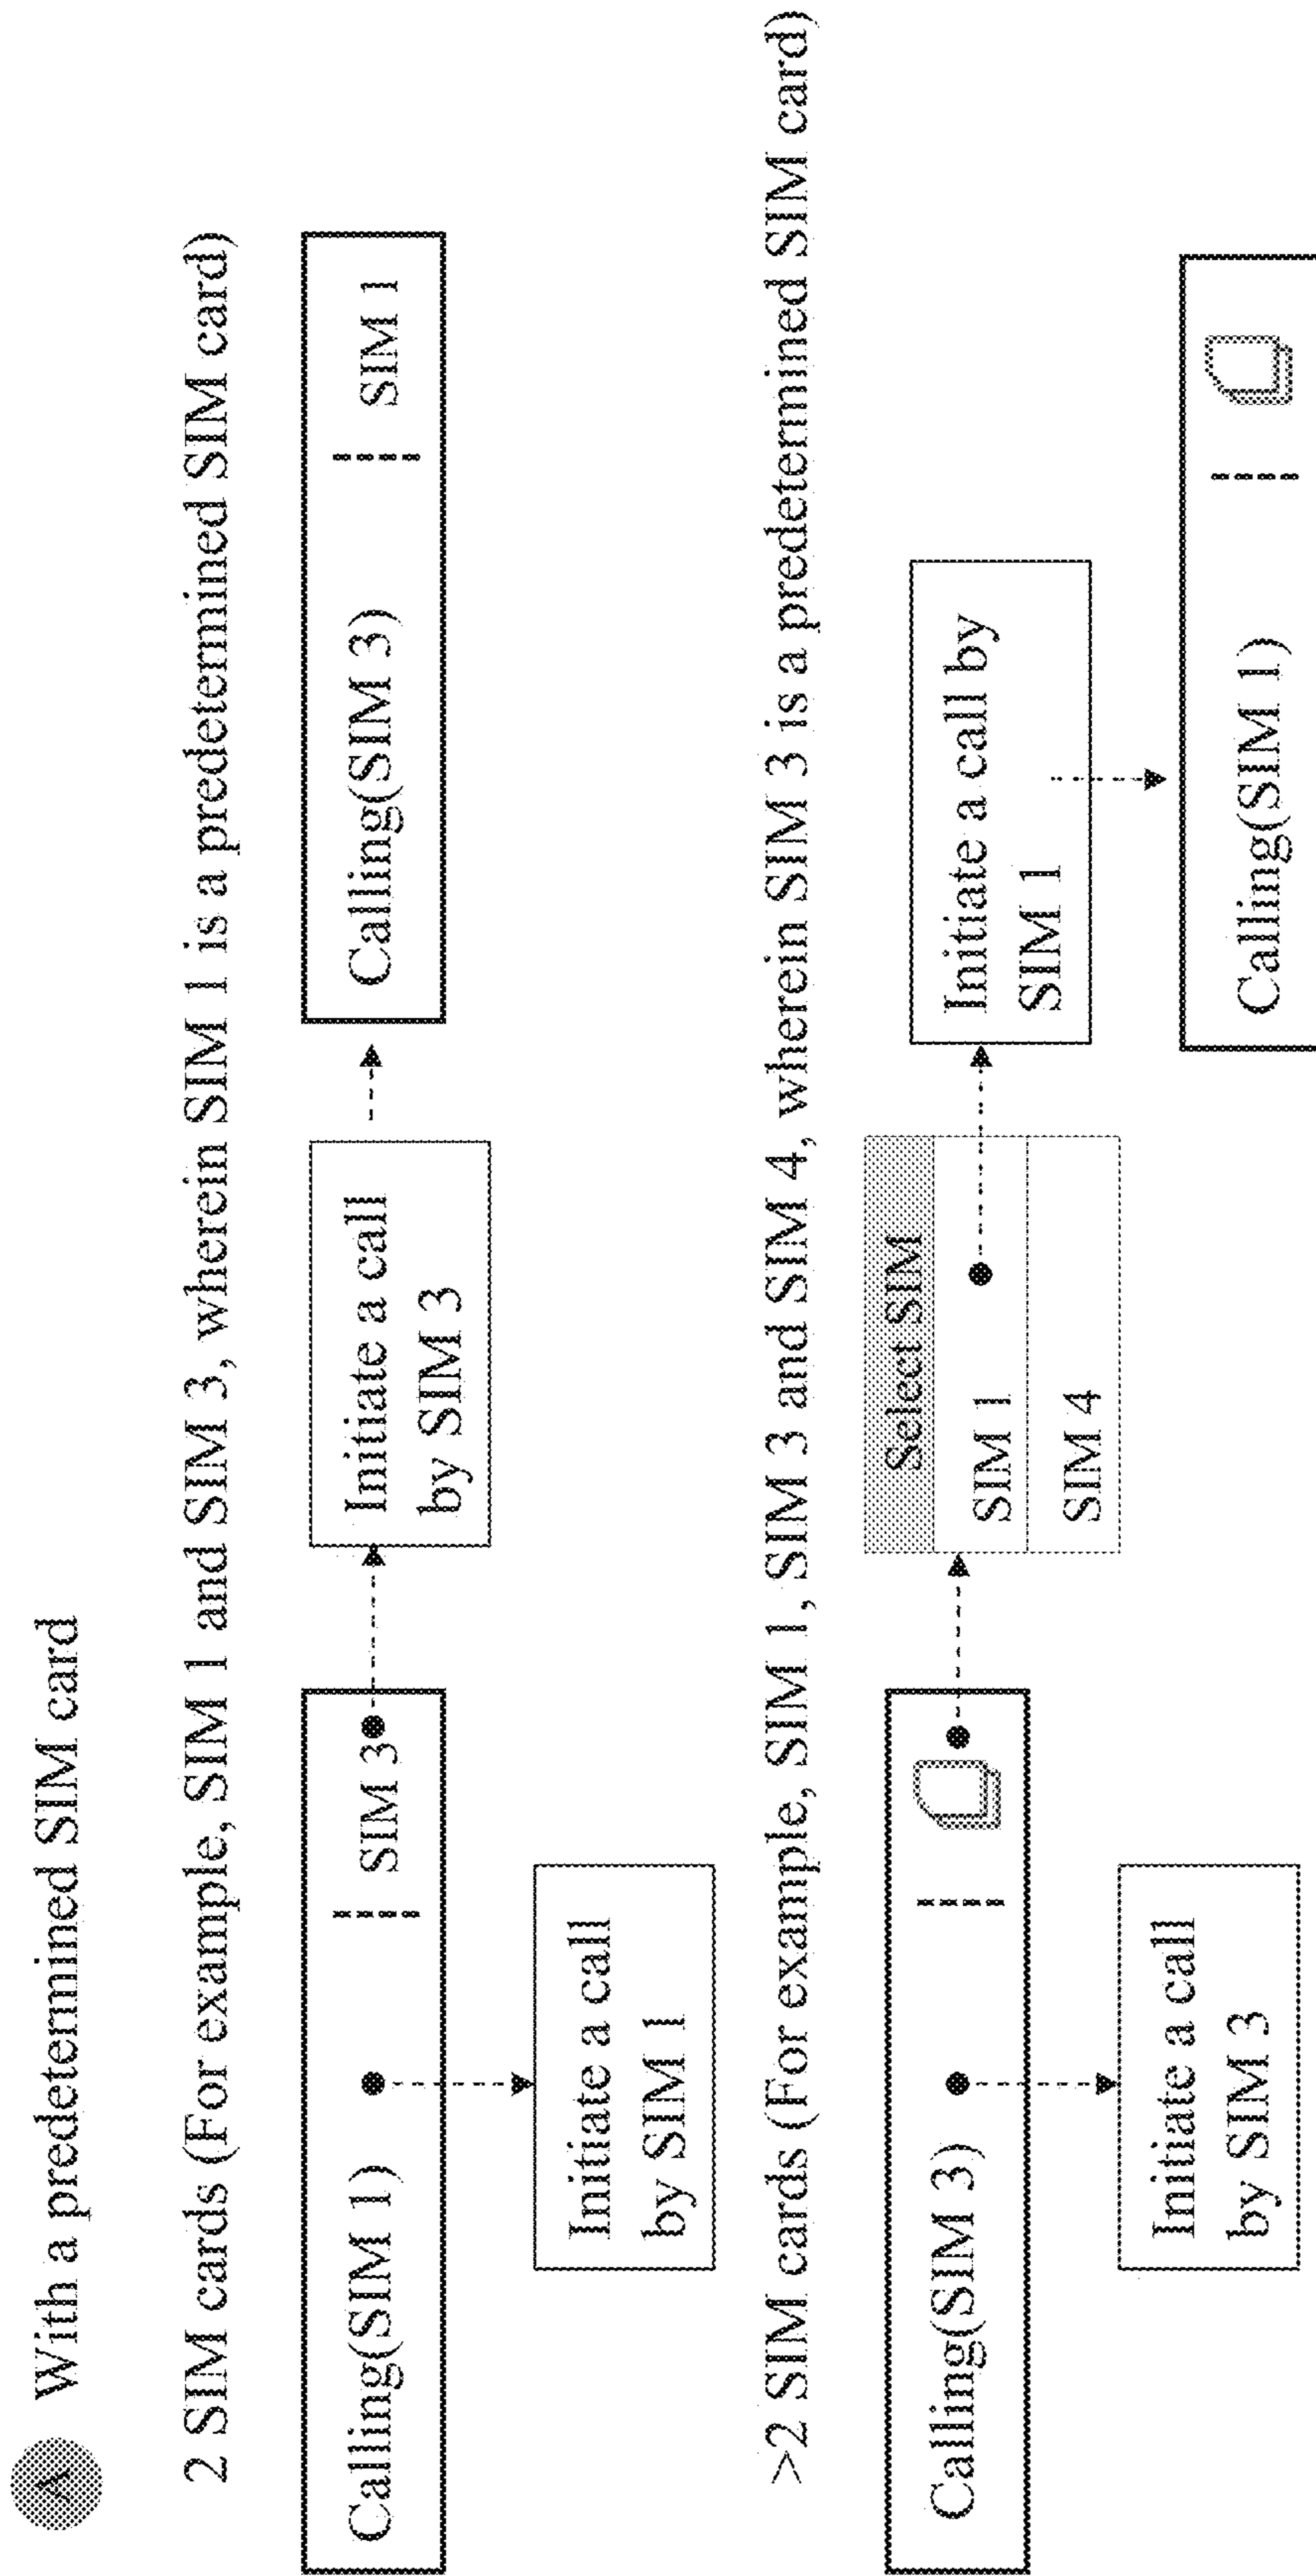 A With a predetermined SIM card
2 SIM cards (For example, SIM 1 and SIM 3, wherein SIM 1 is a predetermined SIM card)
Calling(SIM 1)
SIM 3
Initiate a call
by SIM 3
Calling(SIM 3)
SIM 1
Initiate a call
by SIM 1
>2 SIM cards (For example, SIM 1, SIM 3 and SIM 4, wherein SIM 3 is a predetermined SIM card)
Calling(SIM 3)
Select SIM
SIM 1
SIM 4
Initiate a call by
SIM 1
Initiate a call
by SIM 3
Calling(SIM 1)